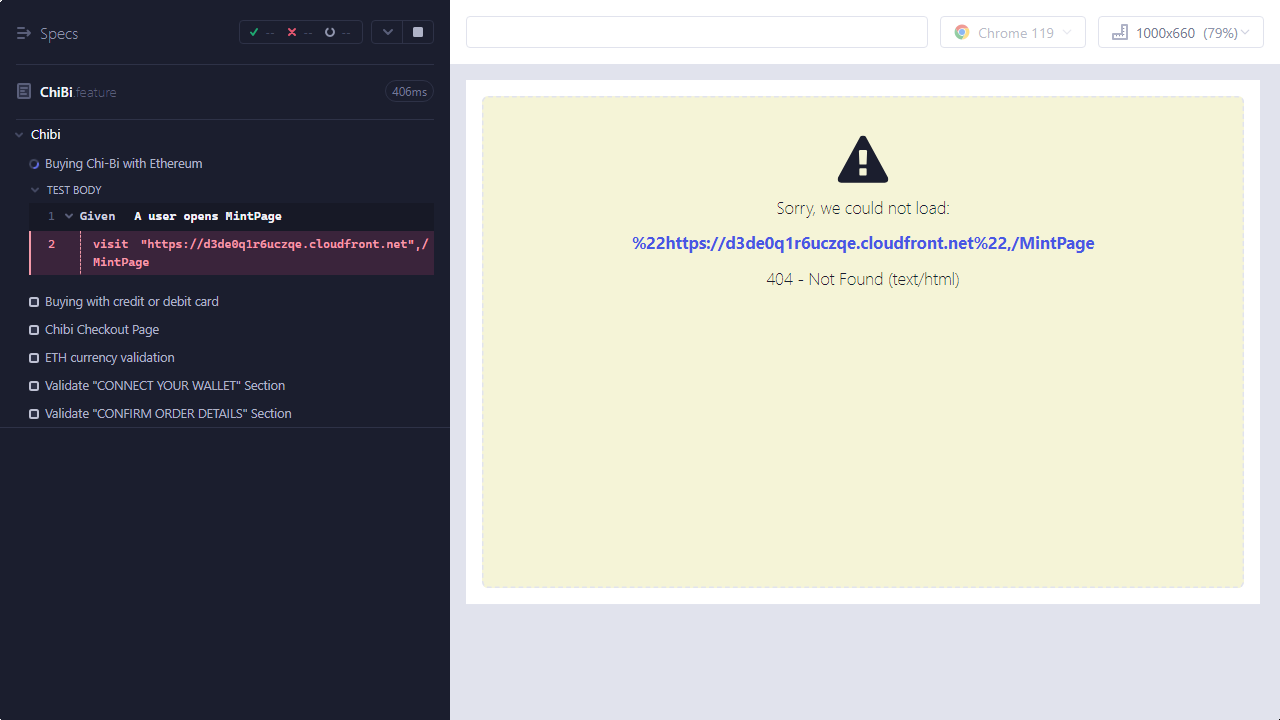 Specs
-- -- --
ChiBi.feature
406ms
Chibi
Buying Chi-Bi with Ethereum
TEST BODY
1 Given A user opens MintPage
2 visit "https://d3de0q1r6uczqe.cloudfront.net",/
MintPage
Buying with credit or debit card
Chibi Checkout Page
ETH currency validation
Validate "CONNECT YOUR WALLET" Section
Validate "CONFIRM ORDER DETAILS" Section
Chrome 119
1000x660 (79%)
Sorry, we could not load:
%22https://d3de0q1r6uczqe.cloudfront.net%22,/MintPage
404 - Not Found (text/html)